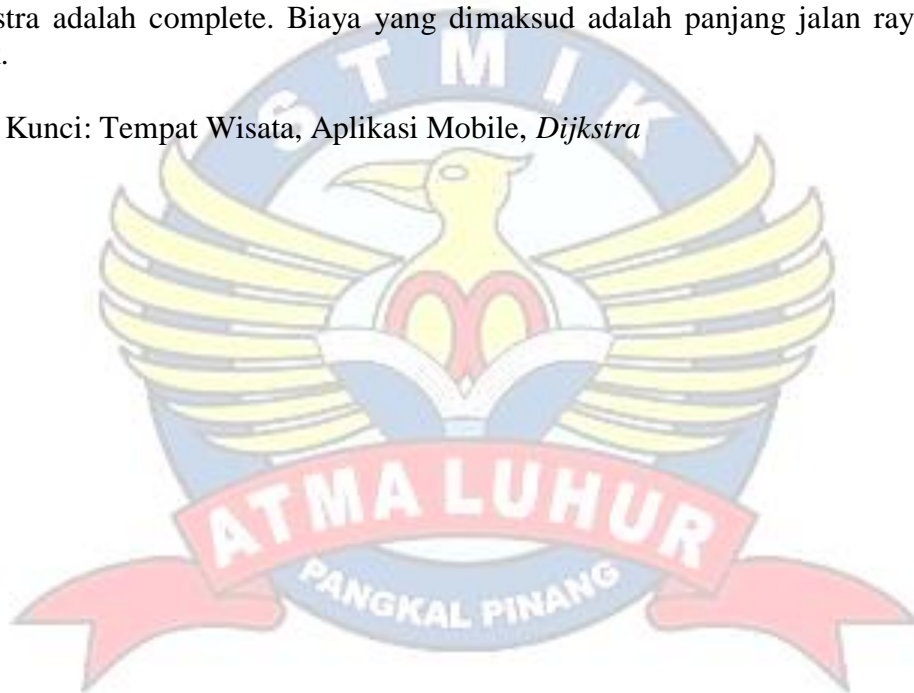 stra adalah complete. Biaya yang dimaksud adalah panjang jalan ray
.
Kunci: Tempat Wisata, Aplikasi Mobile, Dijkstra
STMIK
ATMA LUHUR
PANGKAL PINANG